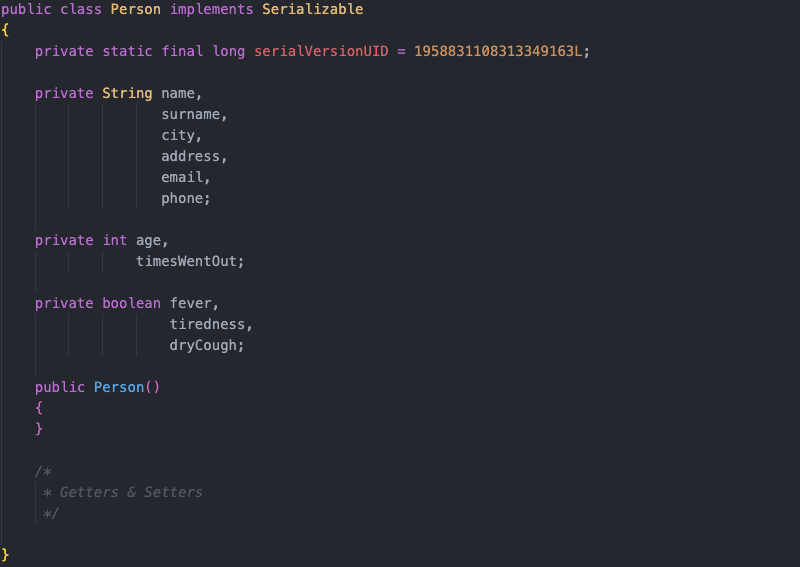 public class Person implements Serializable
{
    private static final long serialVersionUID = 1958831108313349163L;

    private String name,
                   surname,
                   city,
                   address,
                   email,
                   phone;

    private int age,
                timesWentOut;

    private boolean fever,
                    tiredness,
                    dryCough;

    public Person()
    {
    }

    /*
     * Getters & Setters
     */

}